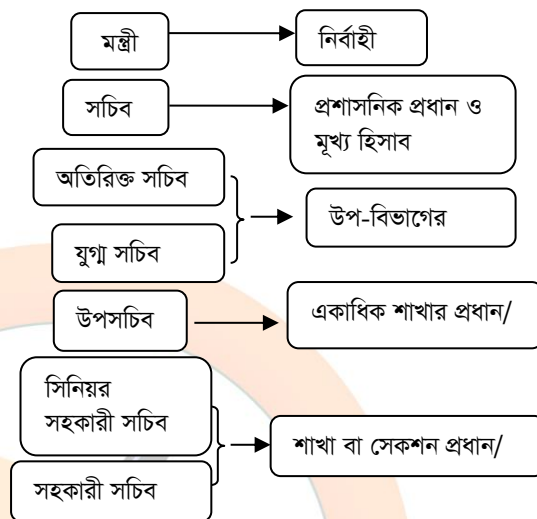 মন্ত্রী
নির্বাহী
সচিব
প্রশাসনিক প্রধান ও
মূখ্য হিসাব
অতিরিক্ত সচিব
যুগ্ম সচিব
উপ-বিভাগের
উপসচিব
একাধিক শাখার প্রধান/
সিনিয়র
সহকারী সচিব
সহকারী সচিব
শাখা বা সেকশন প্রধান/